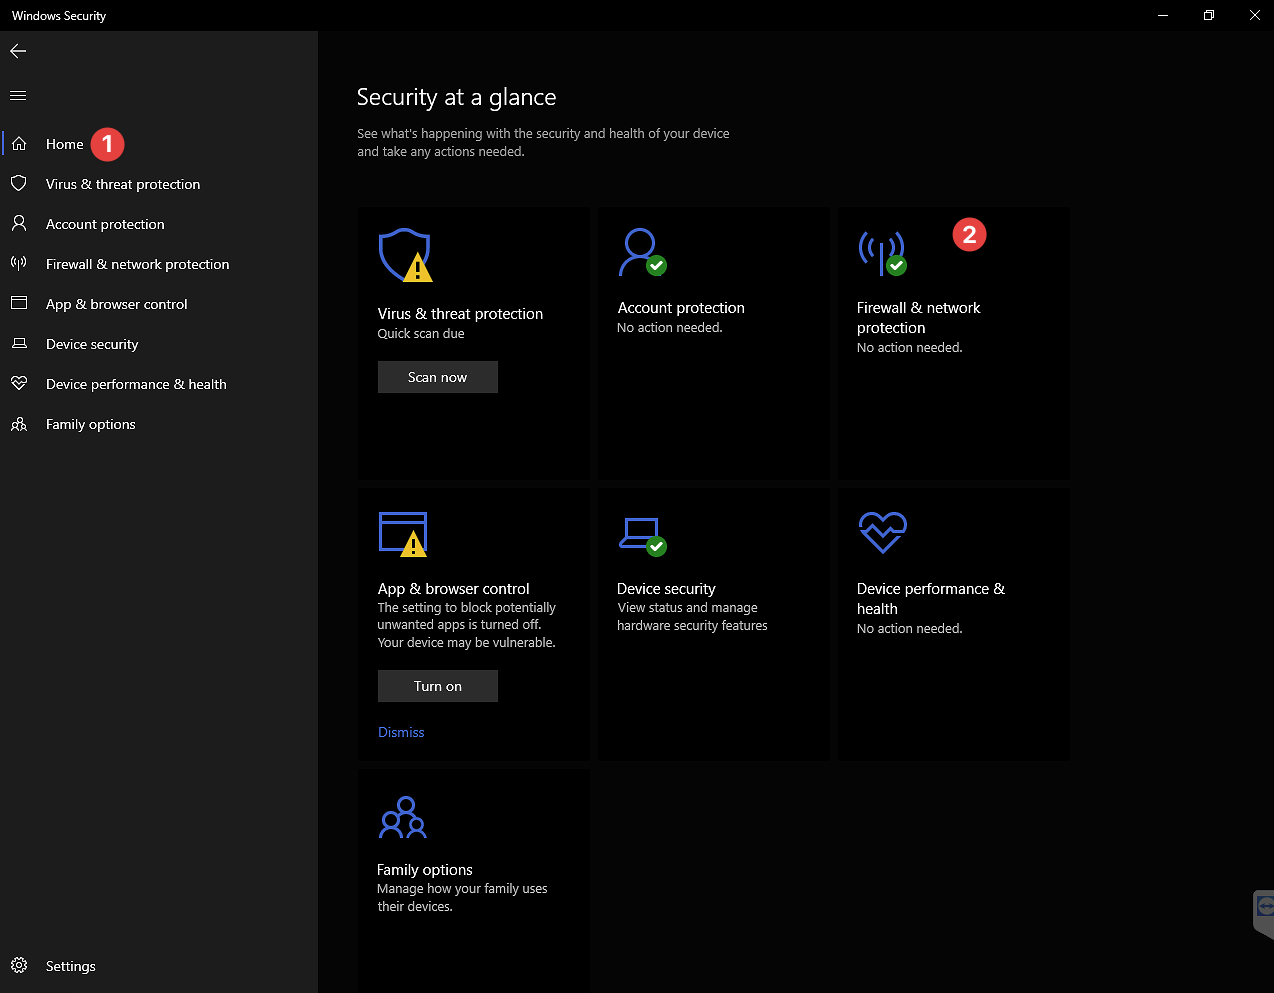 Windows Security
Home 1
Virus & threat protection
Account protection
Firewall & network protection
App & browser control
Device security
Device performance & health
Family options
Settings
Security at a glance
See what's happening with the security and health of your device
and take any actions needed.
Virus & threat protection
Quick scan due
Scan now
Account protection
No action needed.
2
Firewall & network
protection
No action needed.
App & browser control
The setting to block potentially
unwanted apps is turned off.
Your device may be vulnerable.
Turn on
Dismiss
Device security
View status and manage
hardware security features
Device performance &
health
No action needed.
Family options
Manage how your family uses
their devices.